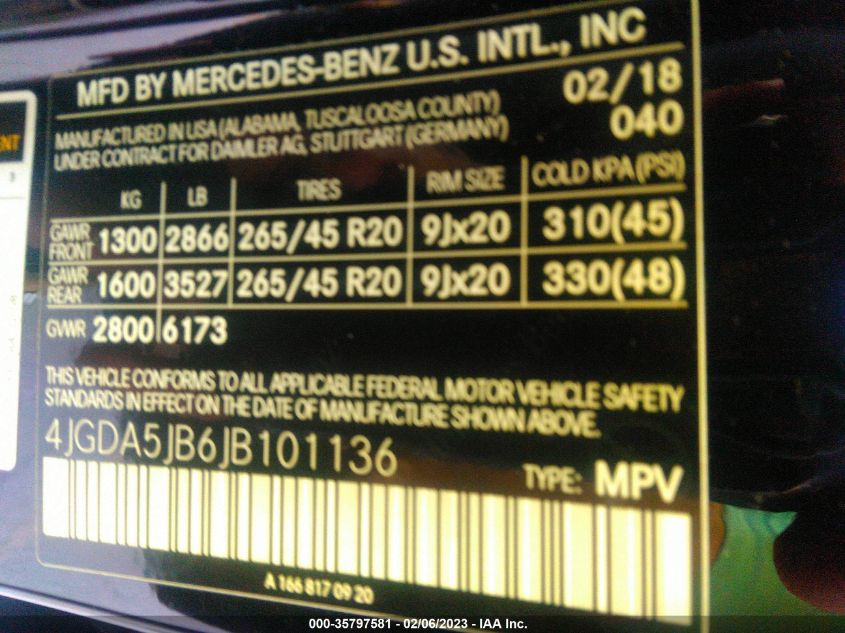 MFD BY MERCEDES-BENZ U.S. INTL., INC
02/18
MANUFACTURED IN USA (ALABAMA, TUSCALOOSA COUNTY)
UNDER CONTRACT FOR DAIMLER AG, STUTTGART (GERMANY)
040
KG LB TIRES RIM SIZE COLD KPA (PSI)
GAWR FRONT 1300 2866 265/45 R20 9Jx20 310(45)
GAWR REAR 1600 3527 265/45 R20 9Jx20 330(48)
GVWR 2800 6173
THIS VEHICLE CONFORMS TO ALL APPLICABLE FEDERAL MOTOR VEHICLE SAFETY
STANDARDS IN EFFECT ON THE DATE OF MANUFACTURE SHOWN ABOVE.
4JGDA5JB6JB101136
TYPE: MPV
A 166 817 09 20
000-35797581 - 02/06/2023 - IAA Inc.